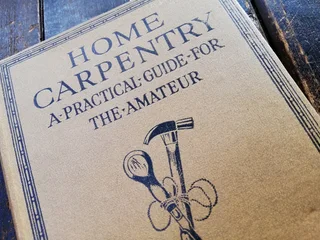 HOME
CARPENTRY
A·PRACTICAL·GUIDE·FOR
THE·AMATEUR